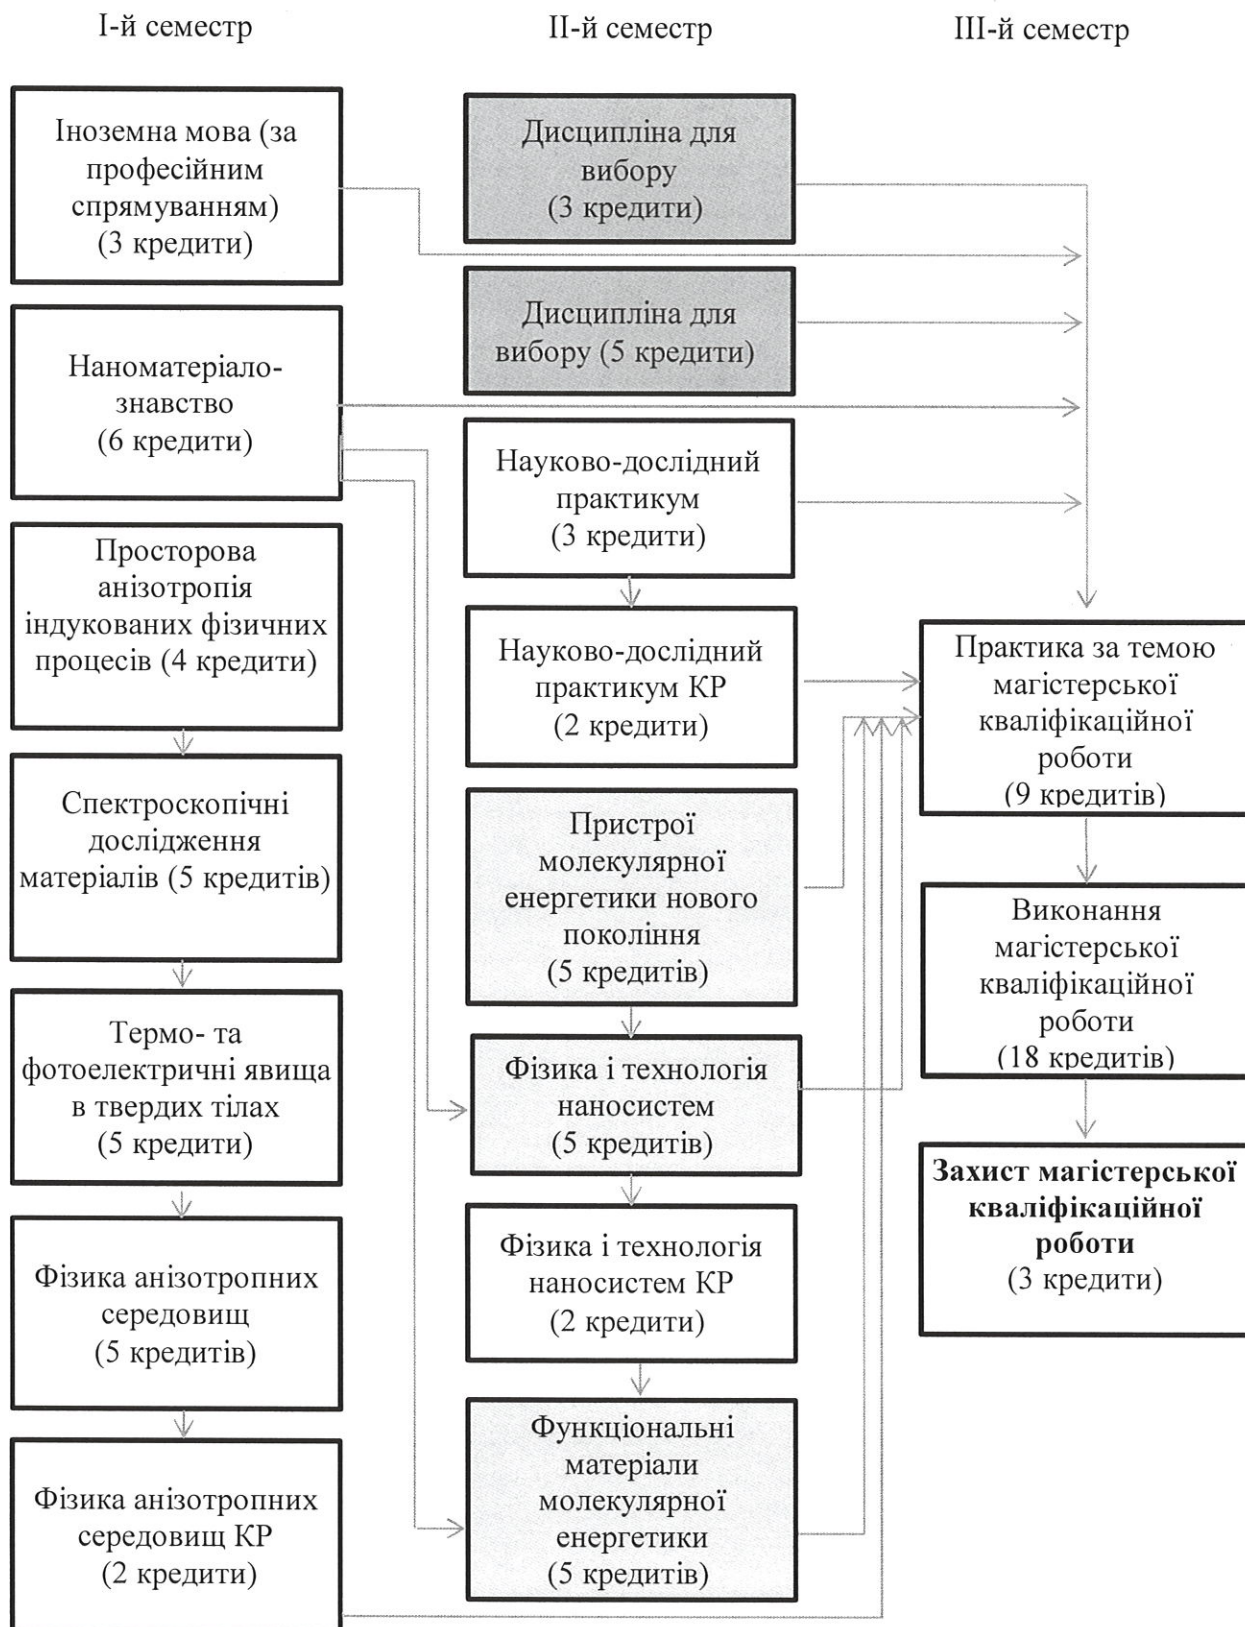 I-й семестр
II-й семестр
III-й семестр
Іноземна мова (за
професійним
спрямуванням)
(3 кредити)
Наноматеріало-
знавство
(6 кредити)
Просторова
анізотропія
індукованих фізичних
процесів (4 кредити)
Спектроскопічні
дослідження
матеріалів (5 кредитів)
Термо- та
фотоелектричні явища
в твердих тілах
(5 кредити)
Фізика анізотропних
середовищ
(5 кредитів)
Фізика анізотропних
середовищ КР
(2 кредити)
Дисципліна для
вибору
(3 кредити)
Дисципліна для
вибору (5 кредити)
Науково-дослідний
практикум
(3 кредити)
Науково-дослідний
практикум КР
(2 кредити)
Пристрої
молекулярної
енергетики нового
покоління
(5 кредитів)
Фізика і технологія
наносистем
(5 кредитів)
Фізика і технологія
наносистем КР
(2 кредити)
Функціональні
матеріали
молекулярної
енергетики
(5 кредитів)
Практика за темою
магістерської
кваліфікаційної
роботи
(9 кредитів)
Виконання
магістерської
кваліфікаційної
роботи
(18 кредитів)
Захист магістерської
кваліфікаційної
роботи
(3 кредити)